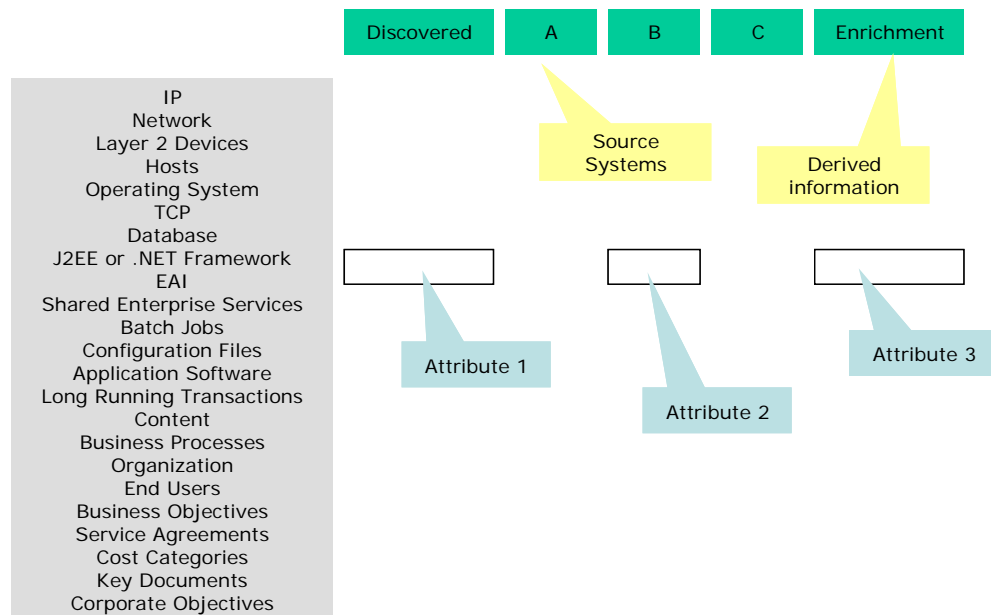 Discovered
A
B
C
Enrichment
IP
Network
Layer 2 Devices
Hosts
Operating System
TCP
Database
J2EE or .NET Framework
EAI
Shared Enterprise Services
Batch Jobs
Configuration Files
Application Software
Long Running Transactions
Content
Business Processes
Organization
End Users
Business Objectives
Service Agreements
Cost Categories
Key Documents
Corporate Objectives
Source
Systems
Derived
information
Attribute 1
Attribute 2
Attribute 3